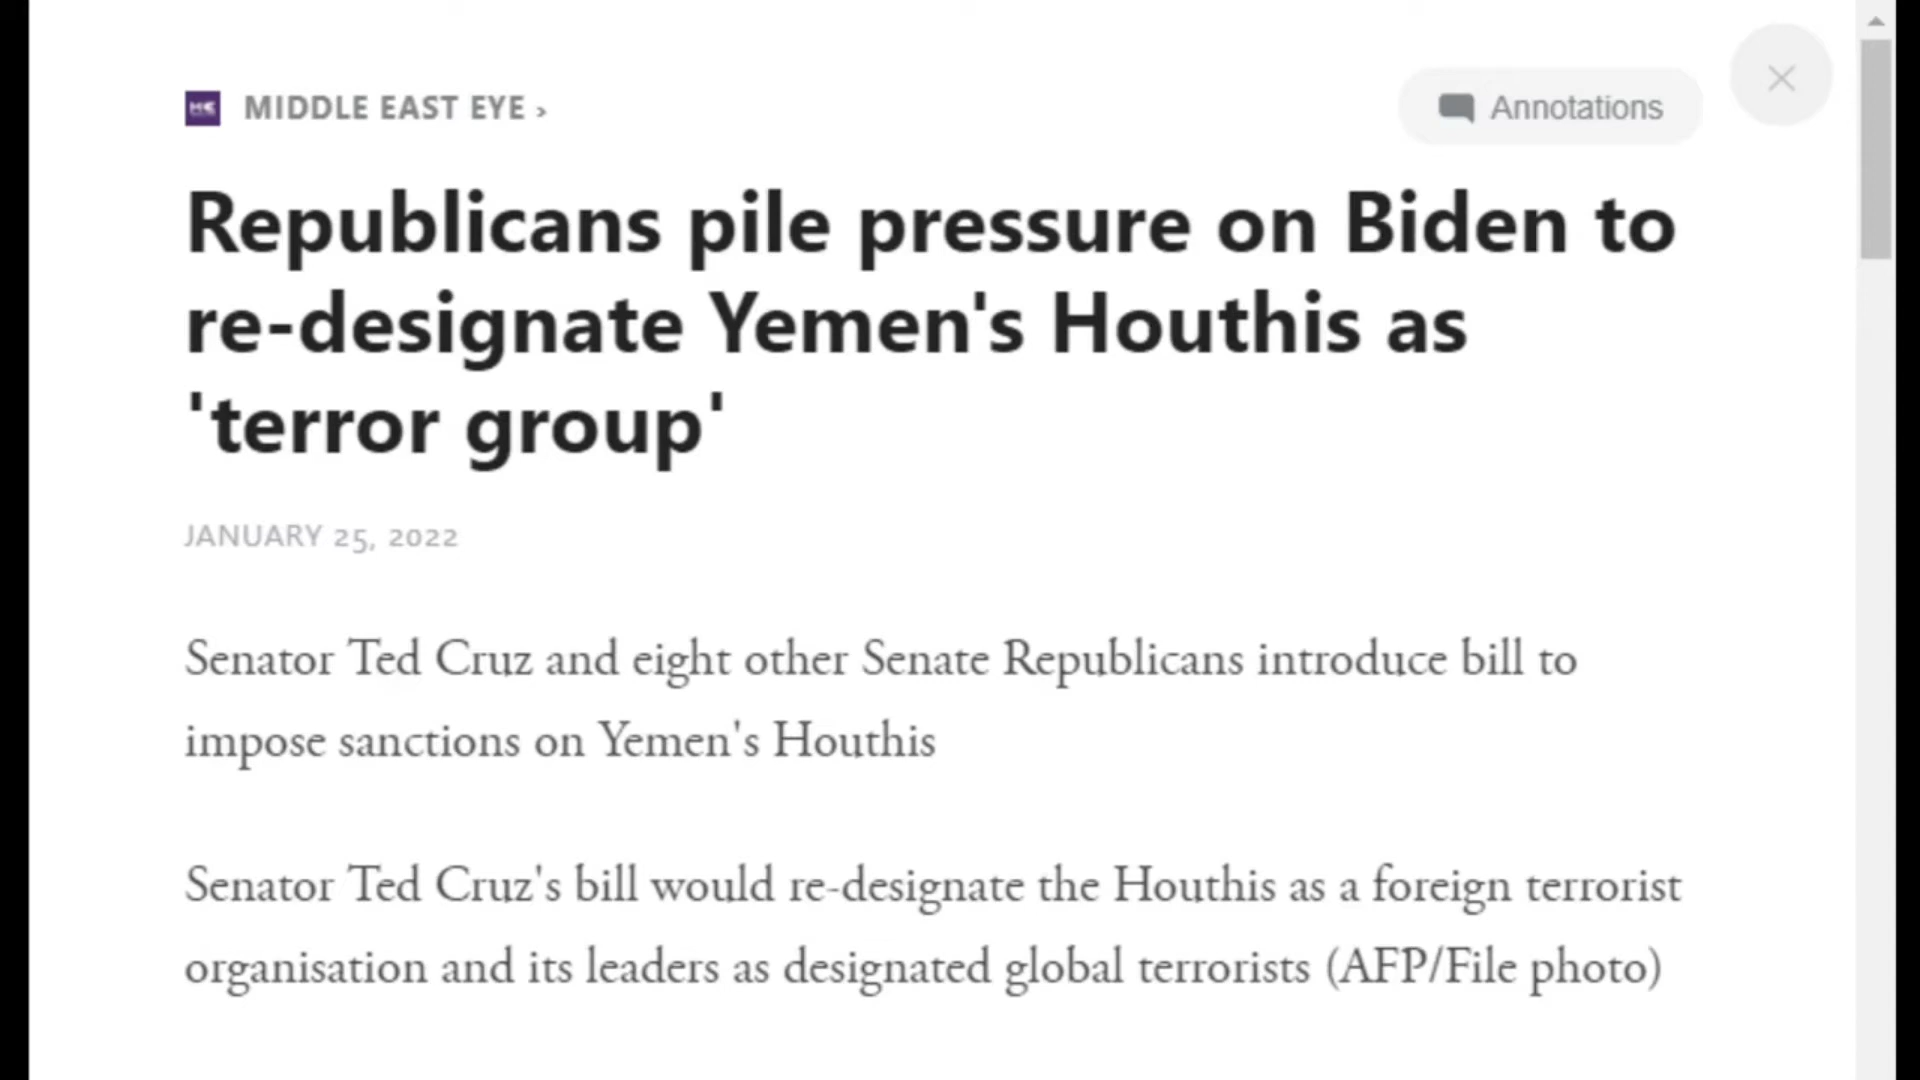 MIDDLE EAST EYE ›
Annotations
Republicans pile pressure on Biden to
re-designate Yemen's Houthis as
'terror group'
JANUARY 25, 2022
Senator Ted Cruz and eight other Senate Republicans introduce bill to
impose sanctions on Yemen's Houthis
Senator Ted Cruz's bill would re-designate the Houthis as a foreign terrorist
organisation and its leaders as designated global terrorists (AFP/File photo)